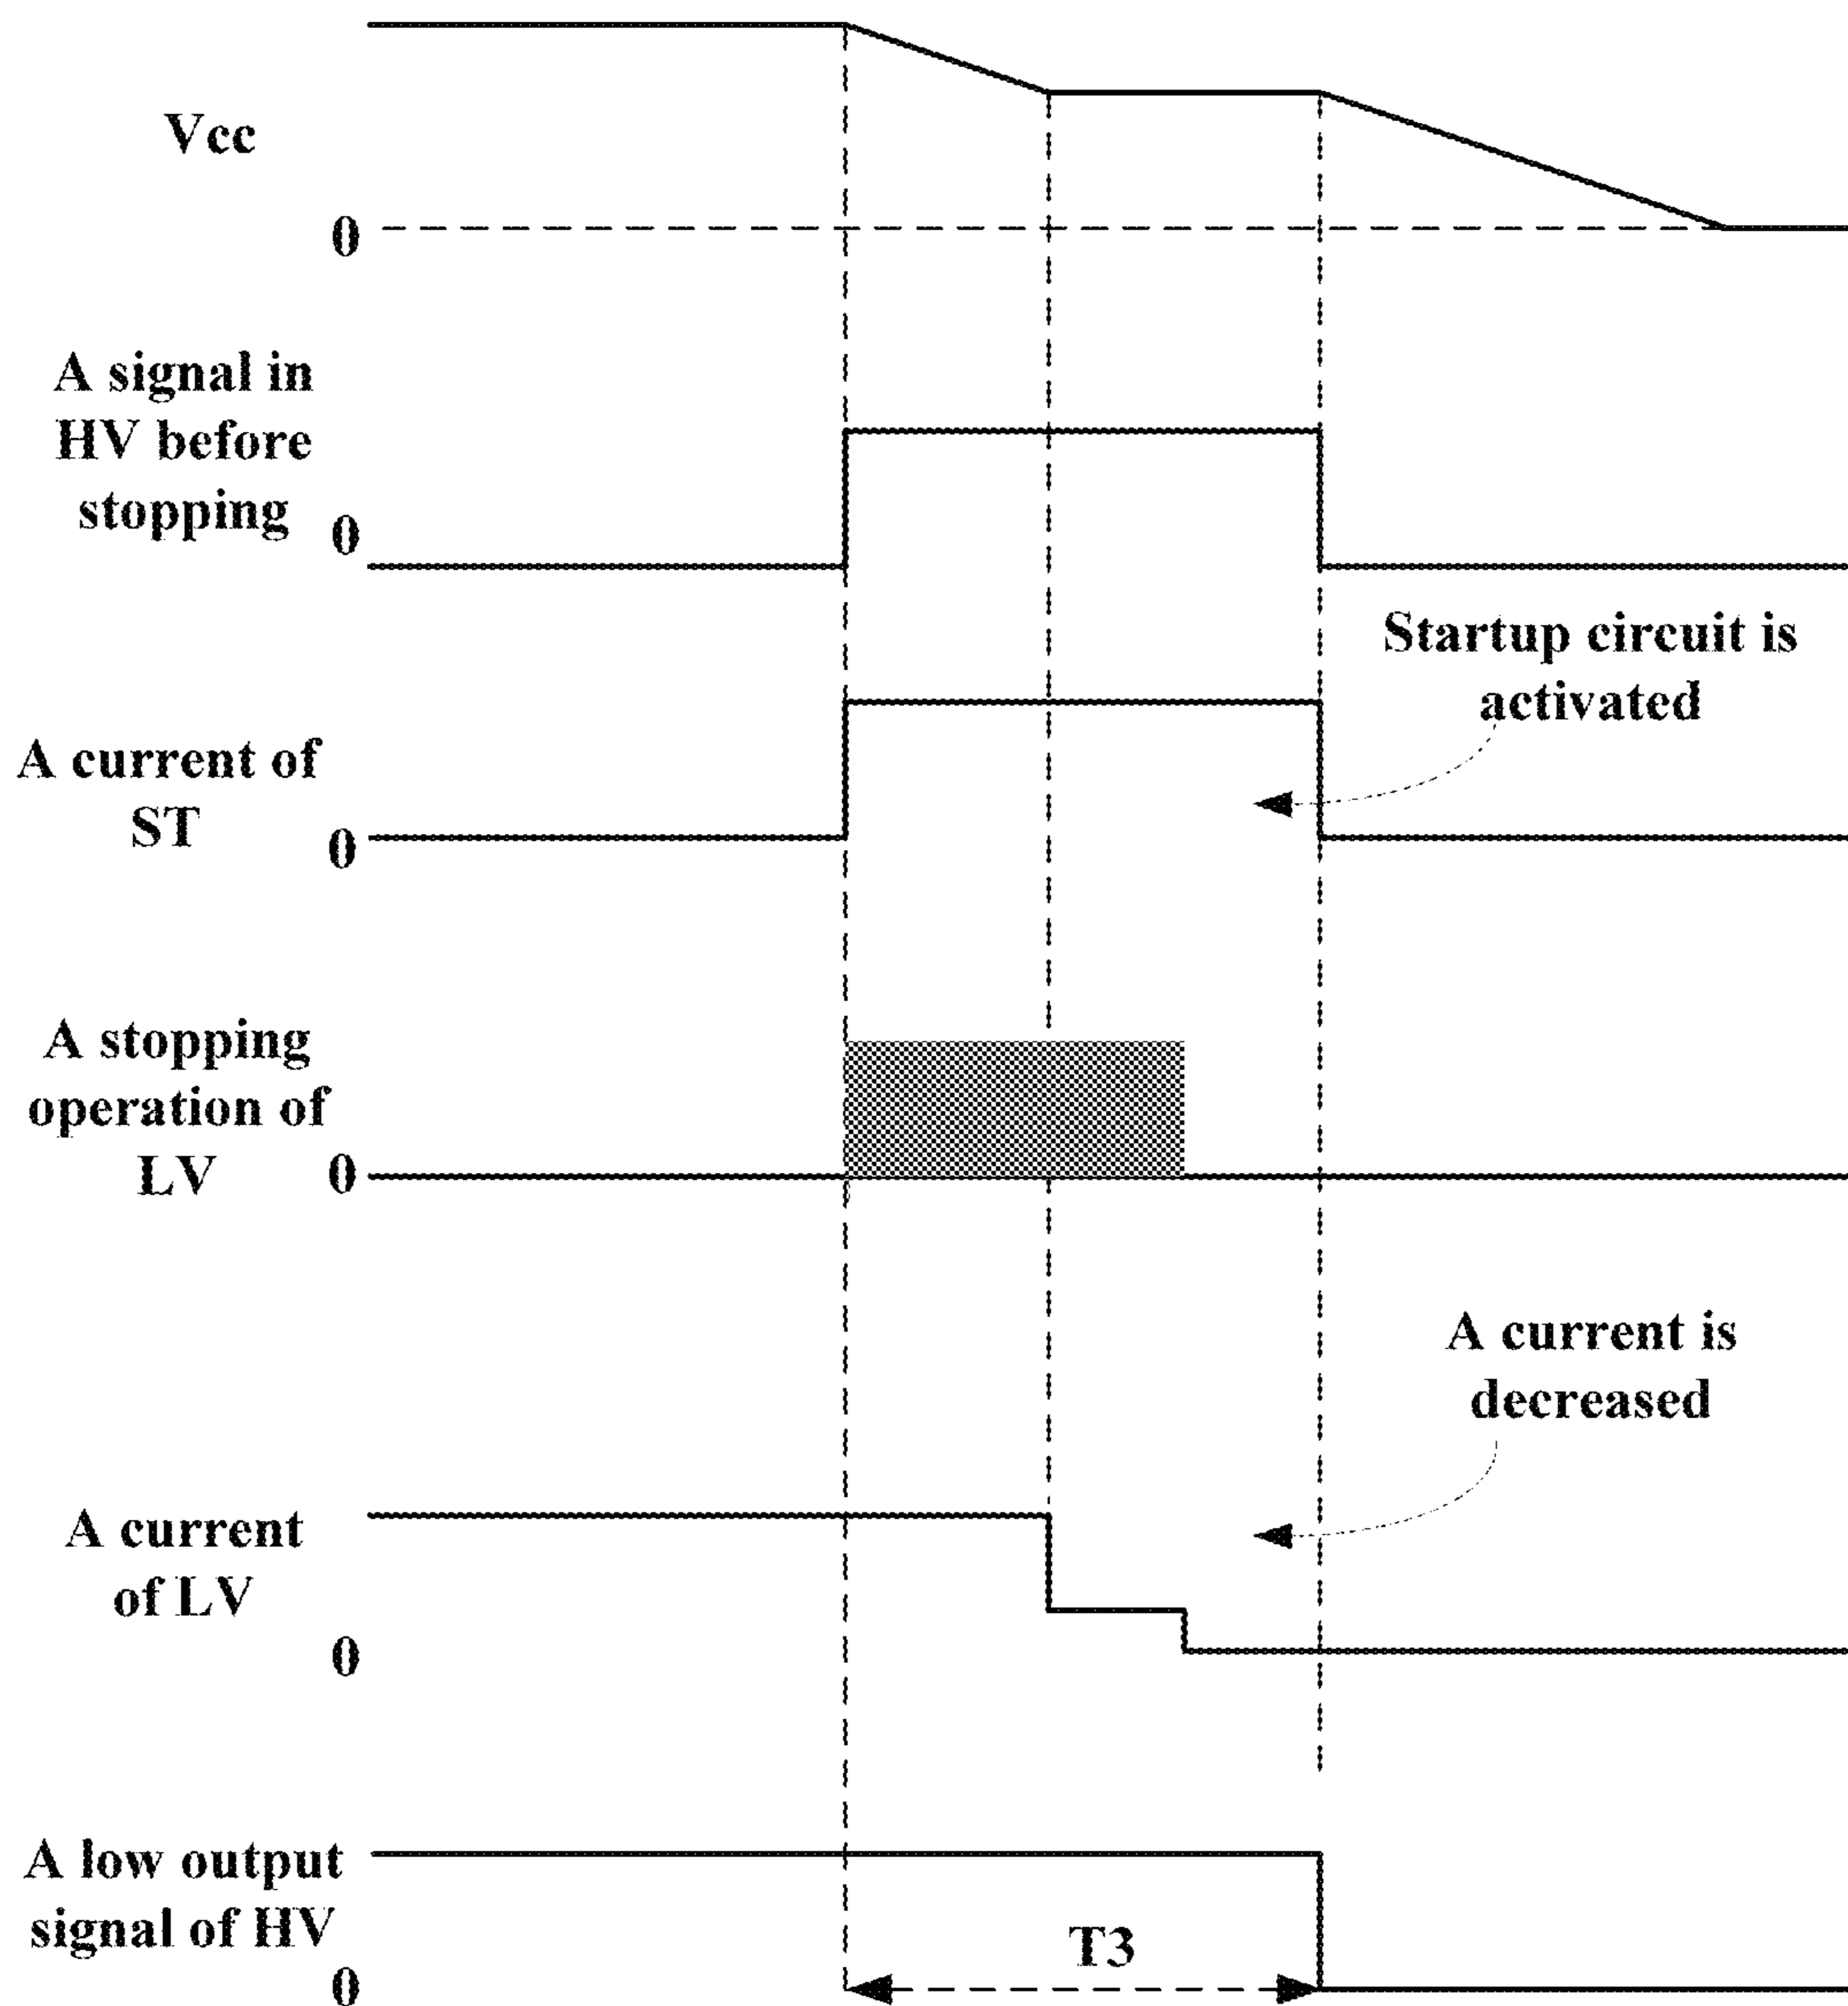 Vcc
0
A signal in
HV before
stopping
0
Startup circuit is
activated
A current of
ST
0
A stopping
operation of
LV
0
A current is
decreased
A current
of LV
0
A low output
signal of HV
T3
0